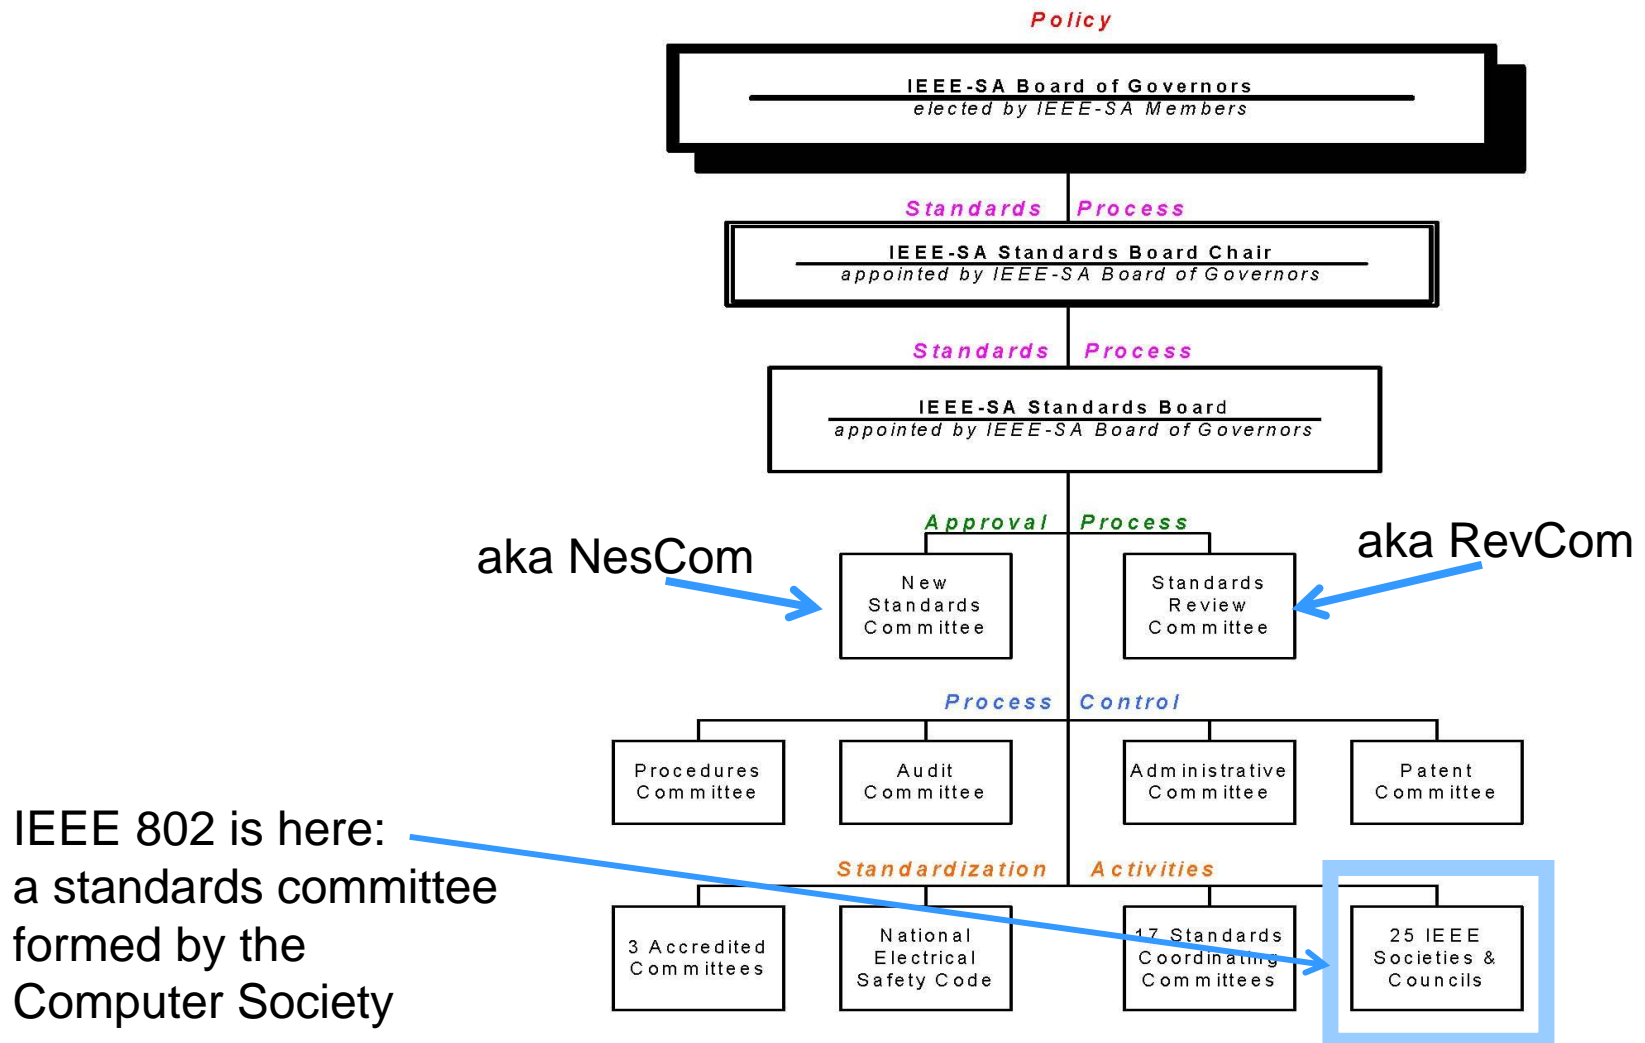 Policy
IEEE-SA Board of Governors
elected by IEEE-SA Members
Standards Process
IEEE-SA Standards Board Chair
appointed by IEEE-SA Board of Governors
Standards Process
IEEE-SA Standards Board
appointed by IEEE-SA Board of Governors
Approval Process
aka NesCom
aka RevCom
New
Standards
Committee
Standards
Review
Committee
Process Control
Procedures
Committee
Audit
Committee
Administrative
Committee
Patent
Committee
IEEE 802 is here:
a standards committee
formed by the
Computer Society
Standardization Activities
3 Accredited
Committees
National
Electrical
Safety Code
17 Standards
Coordinating
Committees
25 IEEE
Societies &
Councils